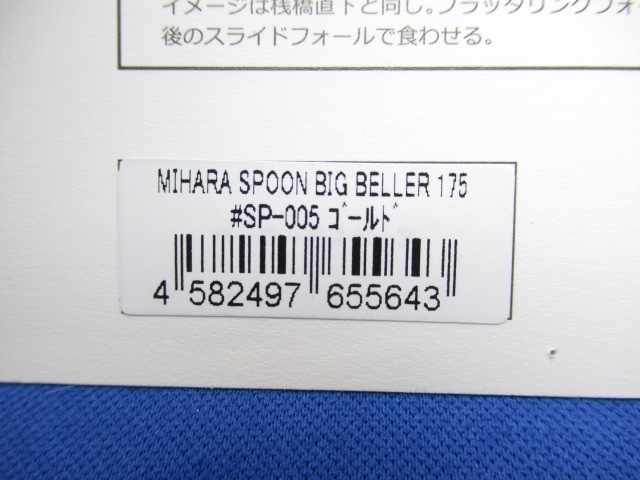 イメージは桟橋直下と同し。フラッタリングフォ
後のスライドフォールで食わせる。
MIHARA SPOON BIG BELLER 175
#SP-005 ｺﾞｰﾙﾄﾞ
4 582497 655643